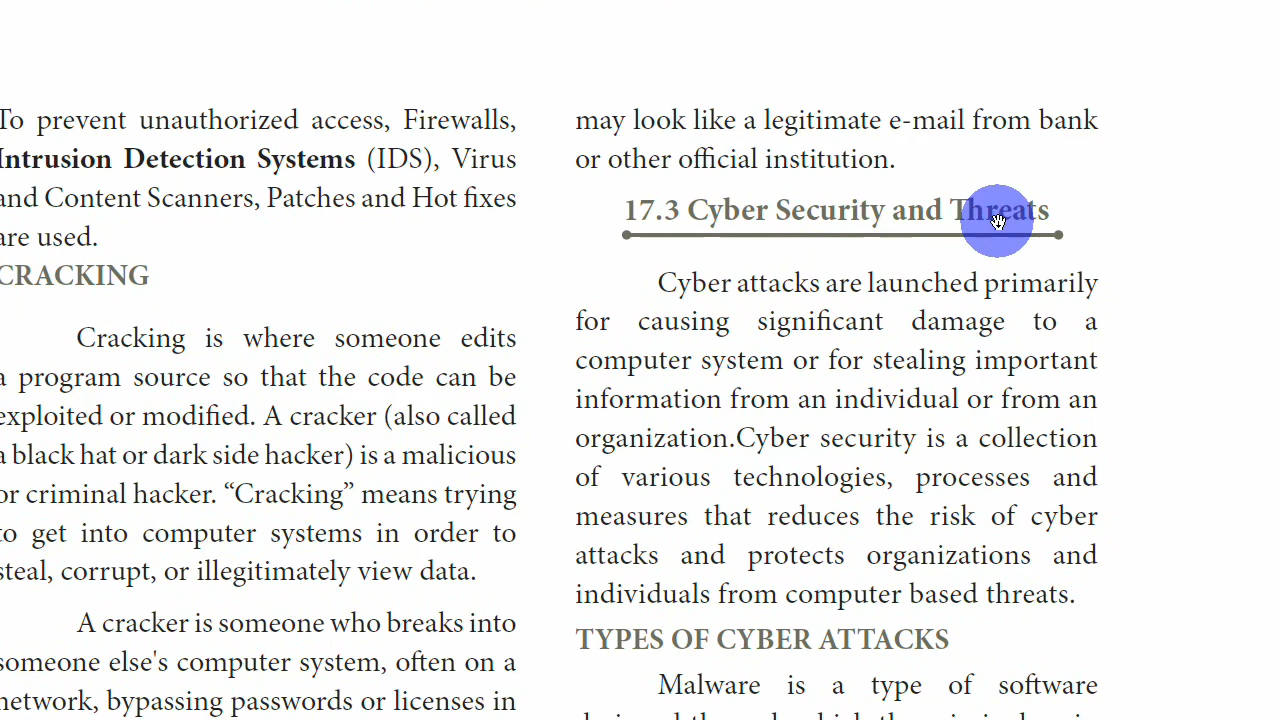 To prevent unauthorized access, Firewalls,
Intrusion Detection Systems (IDS), Virus
and Content Scanners, Patches and Hot fixes
are used.
CRACKING
Cracking is where someone edits
a program source so that the code can be
exploited or modified. A cracker (also called
a black hat or dark side hacker) is a malicious
or criminal hacker. “Cracking” means trying
to get into computer systems in order to
steal, corrupt, or illegitimately view data.
A cracker is someone who breaks into
someone else's computer system, often on a
network, bypassing passwords or licenses in
may look like a legitimate e-mail from bank
or other official institution.
17.3 Cyber Security and Threats
Cyber attacks are launched primarily
for causing significant damage to a
computer system or for stealing important
information from an individual or from an
organization.Cyber security is a collection
of various technologies, processes and
measures that reduces the risk of cyber
attacks and protects organizations and
individuals from computer based threats.
TYPES OF CYBER ATTACKS
Malware is a type of software